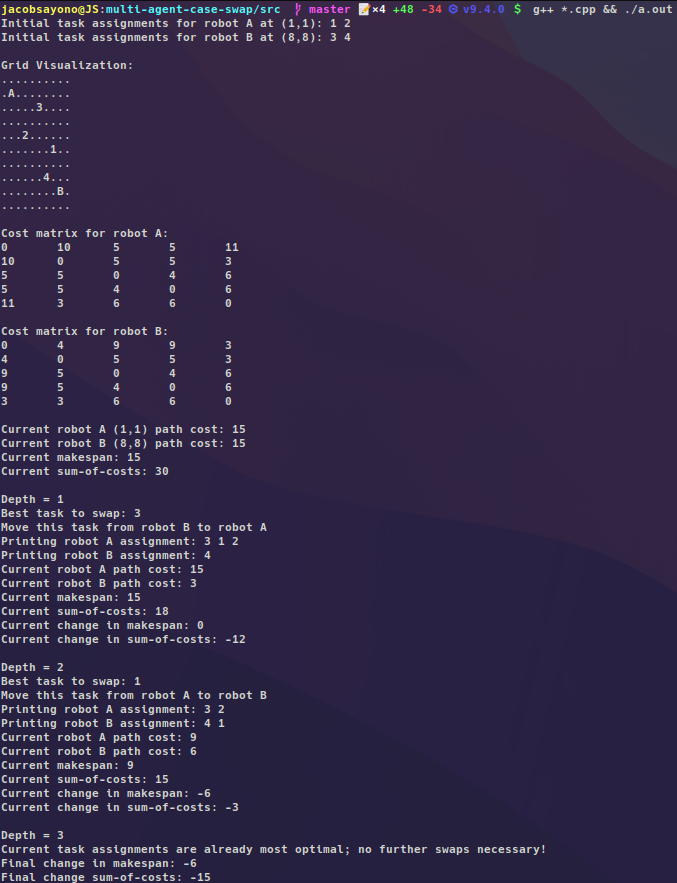 jacobsayono@JS:multi-agent-case-swap/src master 📝×4 +48 -34 ⚙ v9.4.0 $ g++ *.cpp && ./a.out
Initial task assignments for robot A at (1,1): 1 2
Initial task assignments for robot B at (8,8): 3 4

Grid Visualization:
..........
.A........
.....3....
..........
...2......
.......1..
..........
......4...
........B.
..........

Cost matrix for robot A:
0 10 5 5 11
10 0 5 5 3
5 5 0 4 6
5 5 4 0 6
11 3 6 6 0

Cost matrix for robot B:
0 4 9 9 3
4 0 5 5 3
9 5 0 4 6
9 5 4 0 6
3 3 6 6 0

Current robot A (1,1) path cost: 15
Current robot B (8,8) path cost: 15
Current makespan: 15
Current sum-of-costs: 30

Depth = 1
Best task to swap: 3
Move this task from robot B to robot A
Printing robot A assignment: 3 1 2
Printing robot B assignment: 4
Current robot A path cost: 15
Current robot B path cost: 3
Current makespan: 15
Current sum-of-costs: 18
Current change in makespan: 0
Current change in sum-of-costs: -12

Depth = 2
Best task to swap: 1
Move this task from robot A to robot B
Printing robot A assignment: 3 2
Printing robot B assignment: 4 1
Current robot A path cost: 9
Current robot B path cost: 6
Current makespan: 9
Current sum-of-costs: 15
Current change in makespan: -6
Current change in sum-of-costs: -3

Depth = 3
Current task assignments are already most optimal; no further swaps necessary!
Final change in makespan: -6
Final change sum-of-costs: -15